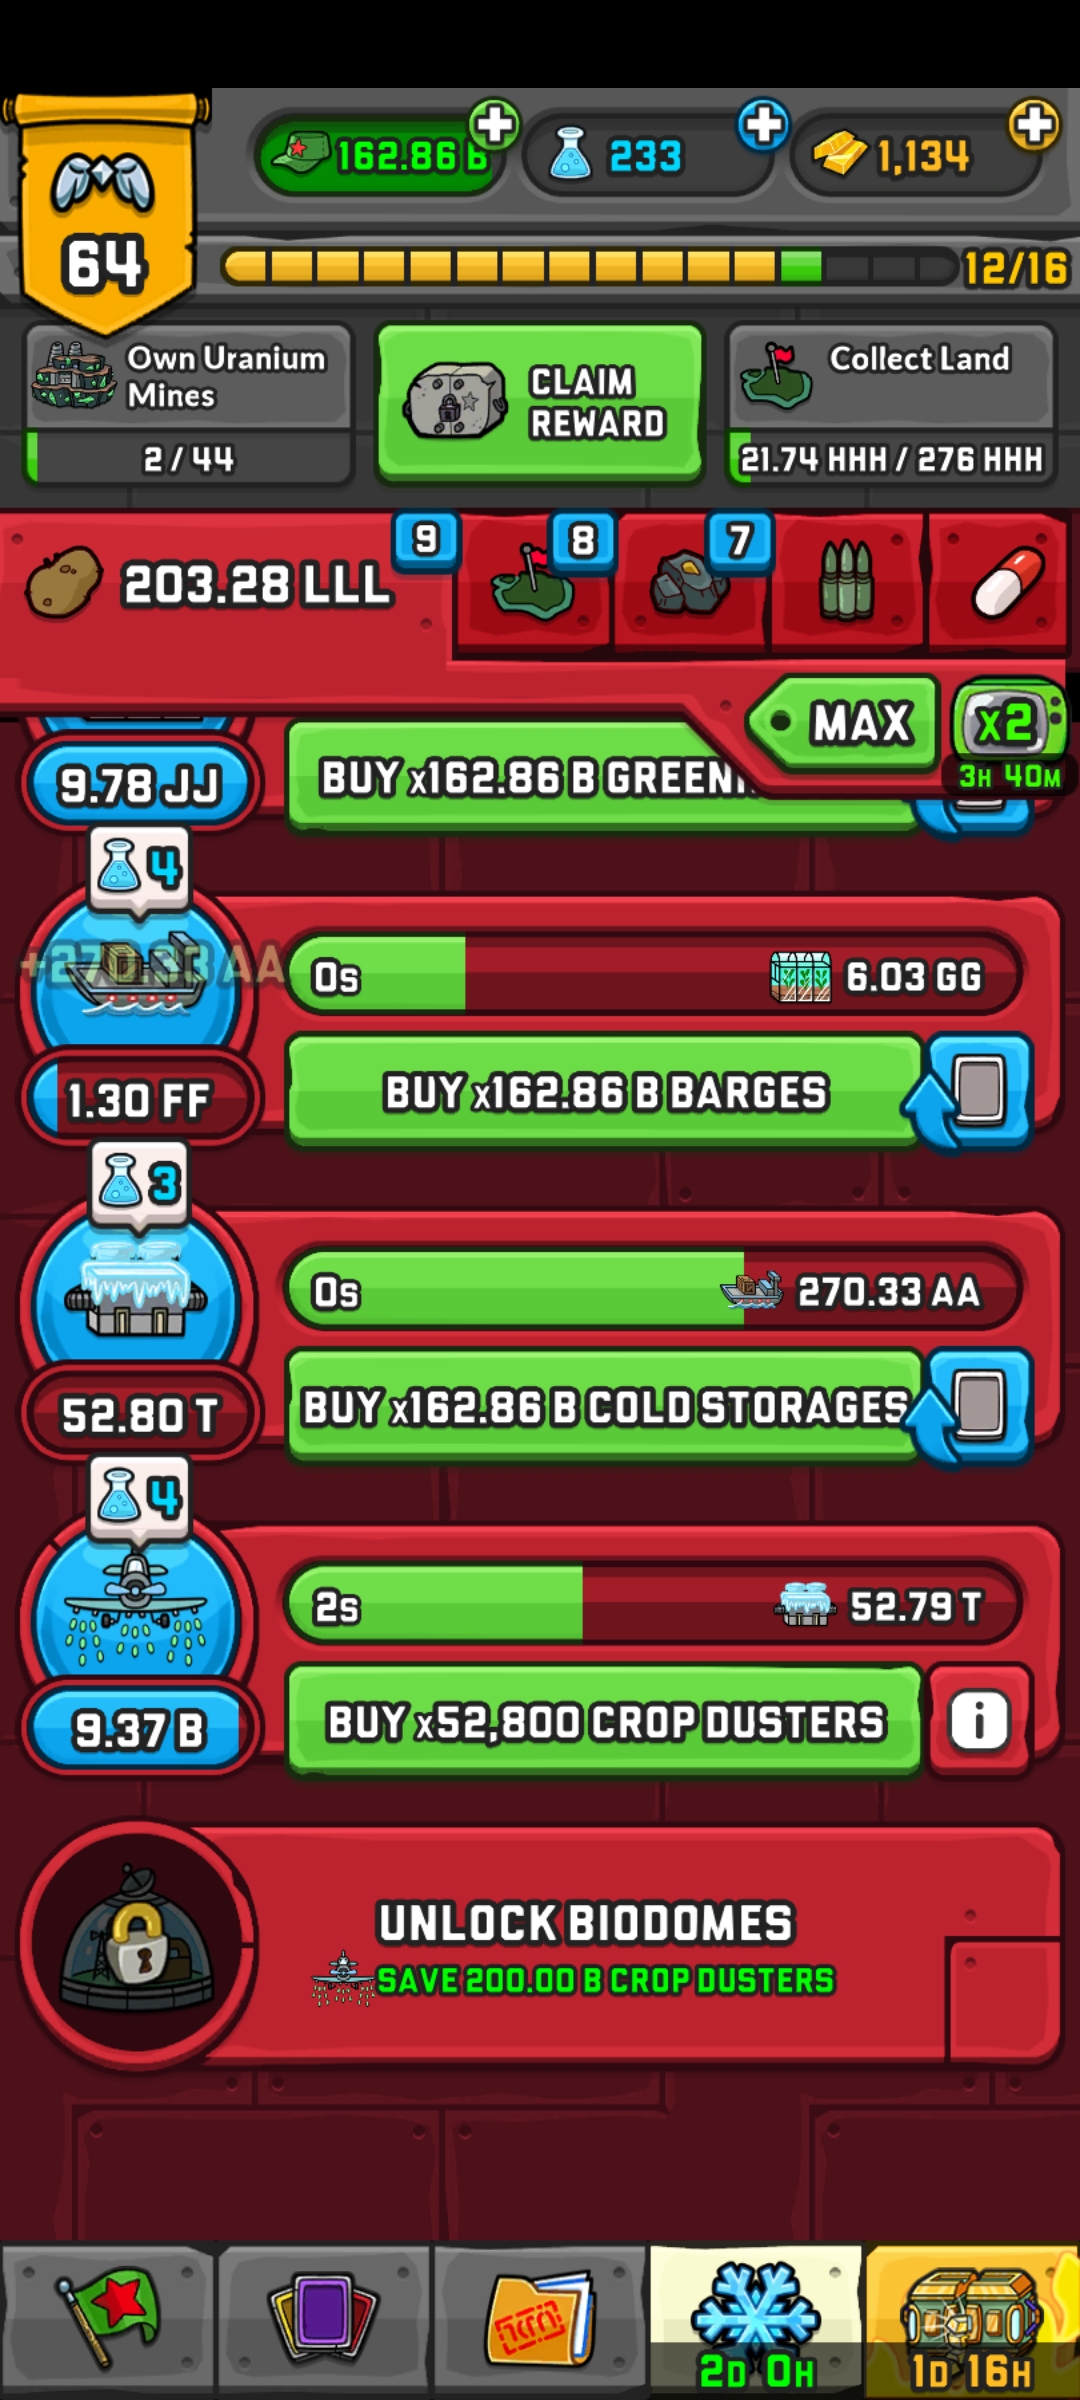 162.86 B
233
1,134
64
12/16
Own Uranium
Mines
2 / 44
CLAIM
REWARD
Collect Land
21.74 HHH / 276 HHH
203.28 LLL
9
8
7
MAX
x2
3H 40M
9.78 JJ
BUY x162.86 B
4
+270.33 AA
0s
6.03 GG
1.30 FF
BUY x162.86 B BARGES
3
0s
270.33 AA
52.80 T
BUY x162.86 B COLD STORAGES
4
2s
52.79 T
9.37 B
BUY x52,800 CROP DUSTERS
i
UNLOCK BIODOMES
SAVE 200.00 B CROP DUSTERS
2D 0H
1D 16H